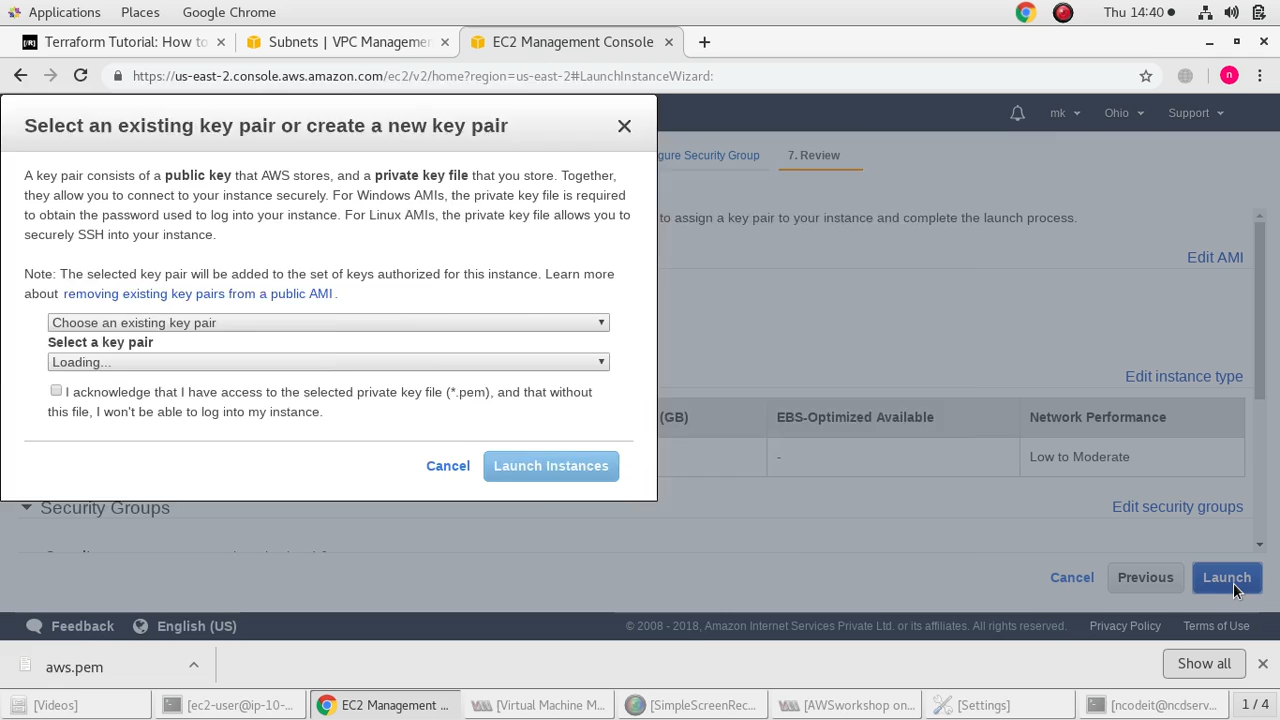 Applications Places Google Chrome Thu 14:40
Terraform Tutorial: How to Subnets | VPC Managemen EC2 Management Console
https://us-east-2.console.aws.amazon.com/ec2/v2/home?region=us-east-2#LaunchInstanceWizard: n
Select an existing key pair or create a new key pair
mk Ohio Support
gure Security Group 7. Review
A key pair consists of a public key that AWS stores, and a private key file that you store. Together,
they allow you to connect to your instance securely. For Windows AMIs, the private key file is required
to obtain the password used to log into your instance. For Linux AMIs, the private key file allows you to
securely SSH into your instance.
to assign a key pair to your instance and complete the launch process.
Edit AMI
Note: The selected key pair will be added to the set of keys authorized for this instance. Learn more
about removing existing key pairs from a public AMI .
Choose an existing key pair
Select a key pair
Loading...
Edit instance type
I acknowledge that I have access to the selected private key file (*.pem), and that without
this file, I won't be able to log into my instance.
(GB) EBS-Optimized Available Network Performance
- Low to Moderate
Cancel Launch Instances
Security Groups Edit security groups
Cancel Previous Launch
Feedback English (US) © 2008 - 2018, Amazon Internet Services Private Ltd. or its affiliates. All rights reserved. Privacy Policy Terms of Use
aws.pem Show all
[Videos] [ec2-user@ip-10-... EC2 Management ... [Virtual Machine M... [SimpleScreenRec... [AWSworkshop on... [Settings] [ncodeit@ncdserv... 1 / 4